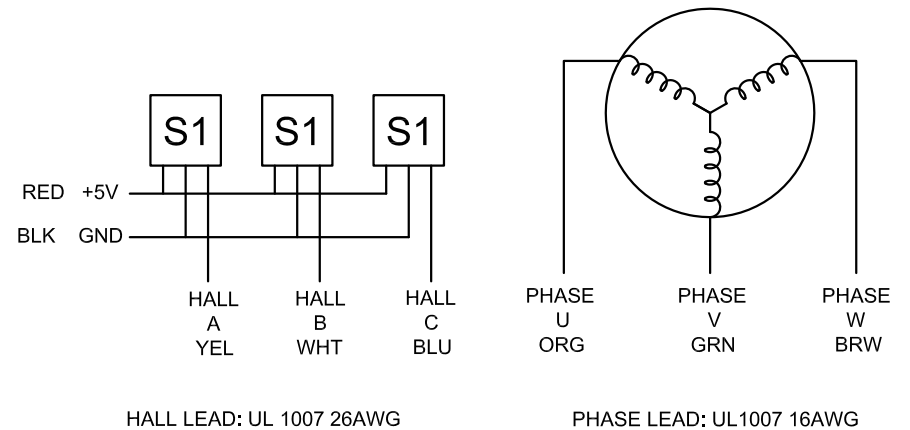 S1 S1 S1
RED +5V
BLK GND
HALL
A
YEL
HALL
B
WHT
HALL
C
BLU
PHASE
U
ORG
PHASE
V
GRN
PHASE
W
BRW
HALL LEAD: UL 1007 26AWG
PHASE LEAD: UL1007 16AWG